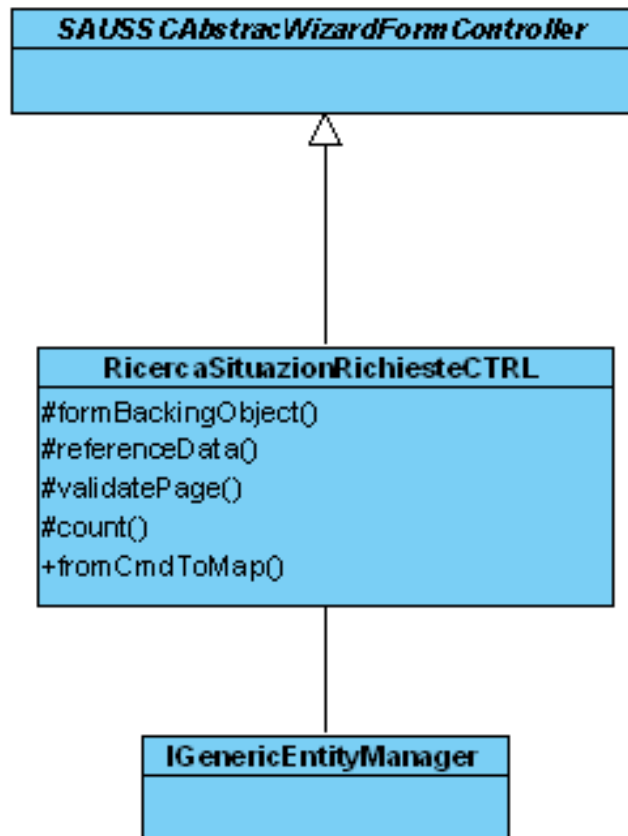 SAUSSCAbstracWizardFormController
RicercaSituazionRichiesteCTRL
#formBackingObject()
#referenceData()
#validatePage()
#count()
+fromCmdToMap()
IGenericEntityManager